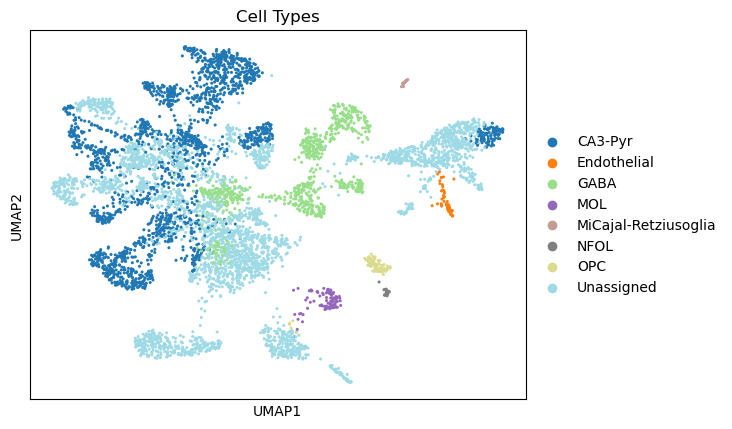 Cell Types
UMAP2
UMAP1
CA3-Pyr
Endothelial
GABA
MOL
MiCajal-Retziusoglia
NFOL
OPC
Unassigned